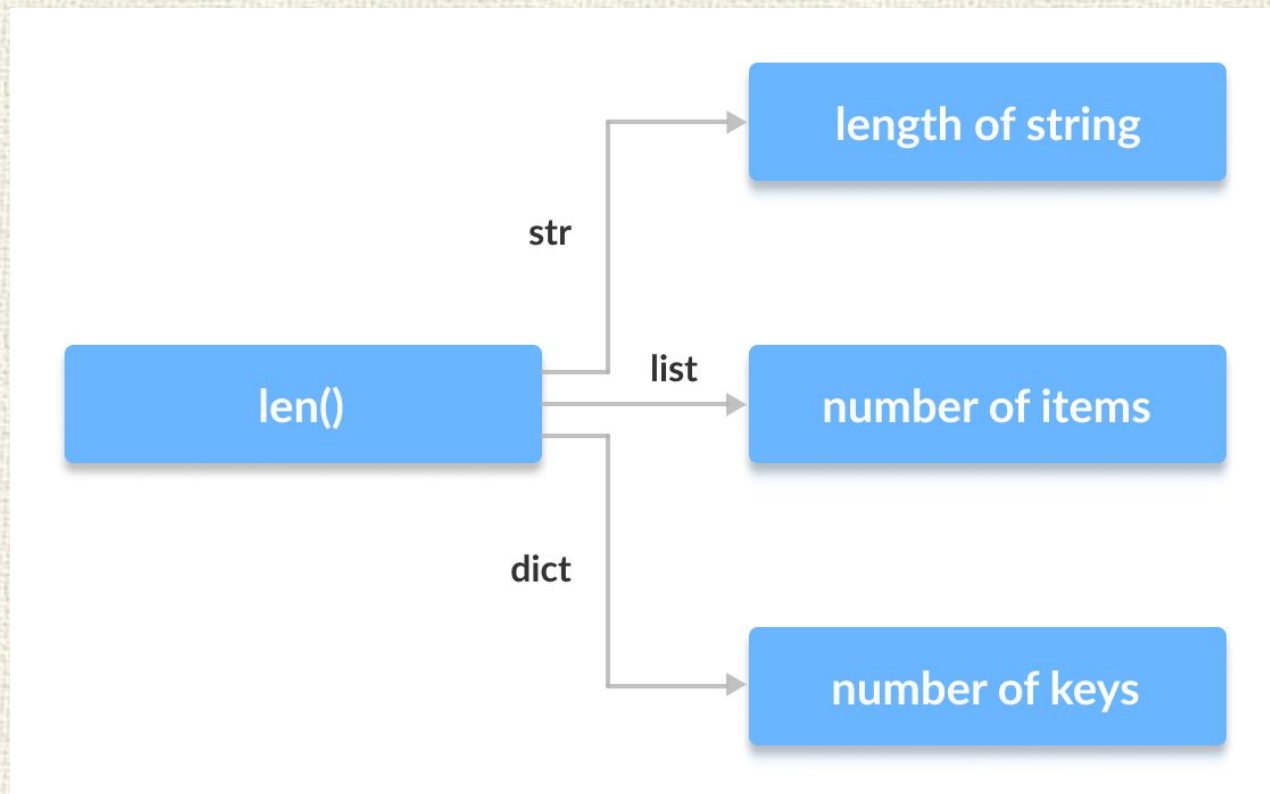 length of string
str
list
len()
number of items
dict
number of keys